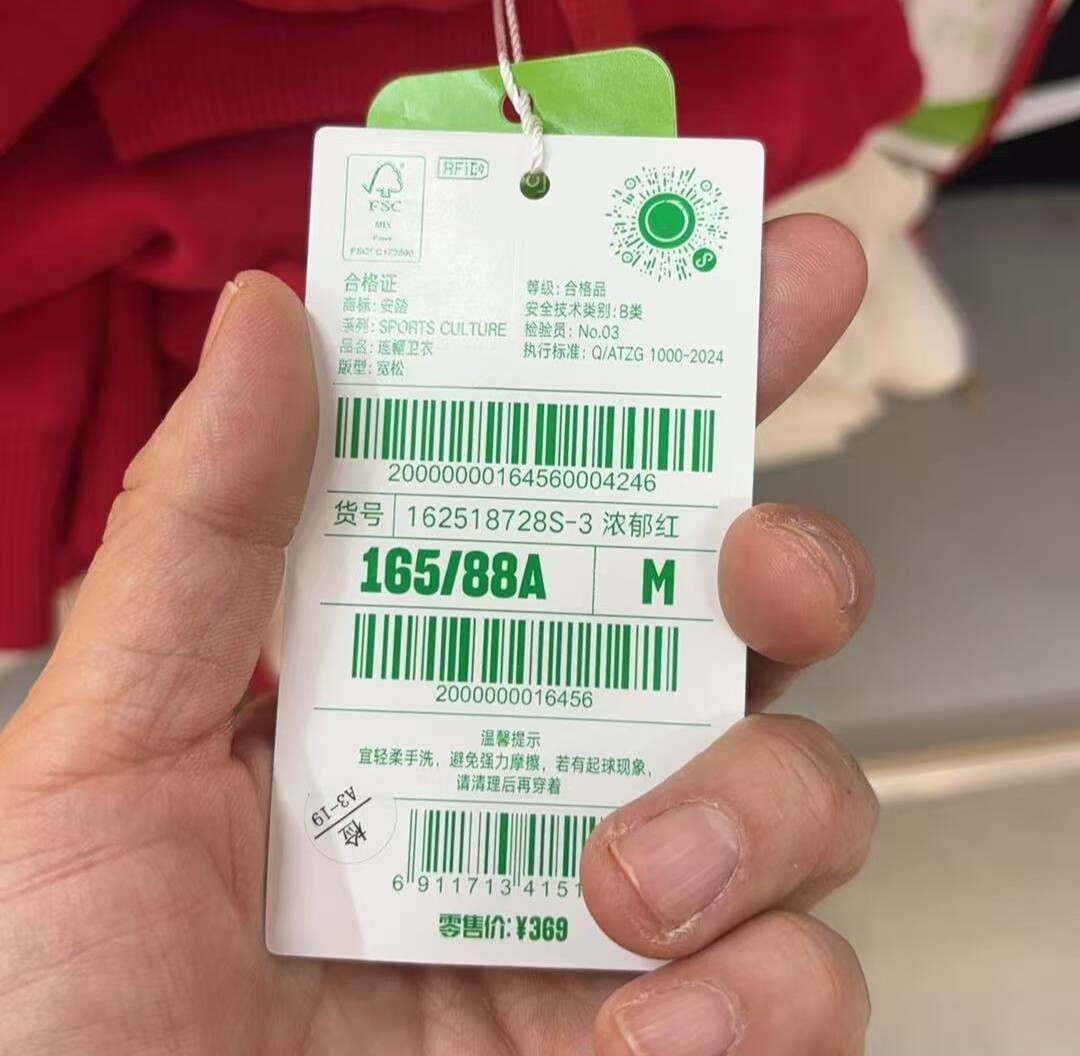 RFID
FSC
MIX
Paper
合格证
商标: 安踏
系列: SPORTS CULTURE
品名: 连帽卫衣
版型: 宽松
等级: 合格品
安全技术类别: B类
检验员: No.03
执行标准: Q/ATZG 1000-2024
20000000164560004246
货号 162518728S-3 浓郁红
165/88A M
2000000016456
温馨提示
宜轻柔手洗，避免强力摩擦，若有起球现象，
请清理后再穿着
A3-19
检
6 911713 4151
零售价: ¥369